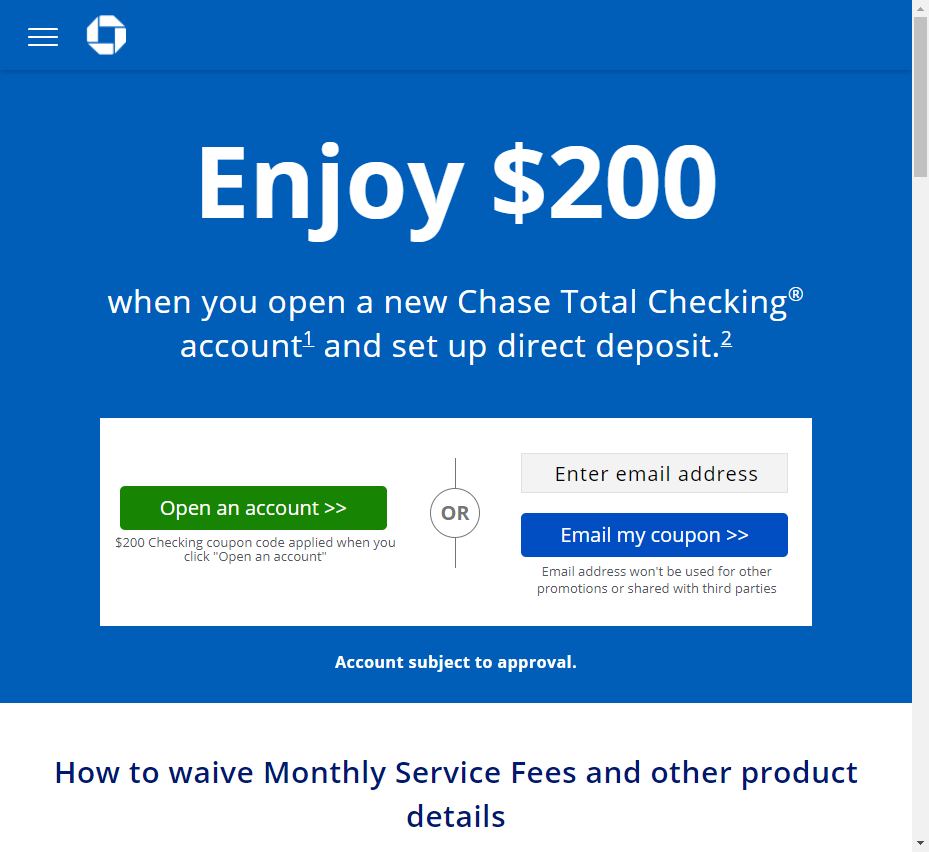 Enjoy $200
when you open a new Chase Total Checking®
account1 and set up direct deposit.2
Open an account >>
$200 Checking coupon code applied when you
click "Open an account"
OR
Enter email address
Email my coupon >>
Email address won't be used for other
promotions or shared with third parties
Account subject to approval.
How to waive Monthly Service Fees and other product
details